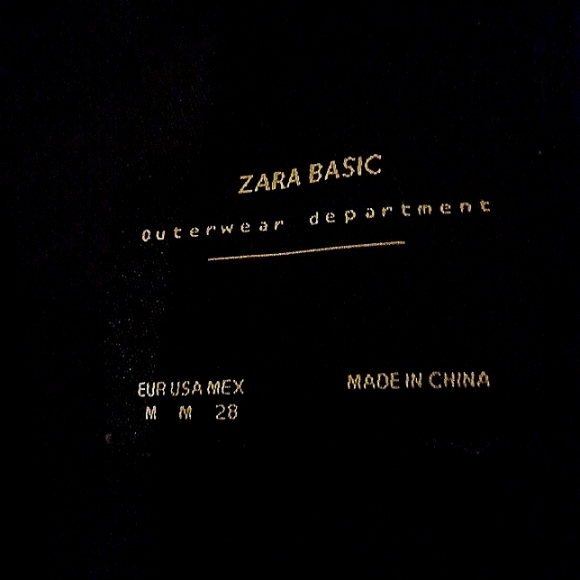 ZARA BASIC
outerwear department
EUR USA MEX
M M 28
MADE IN CHINA